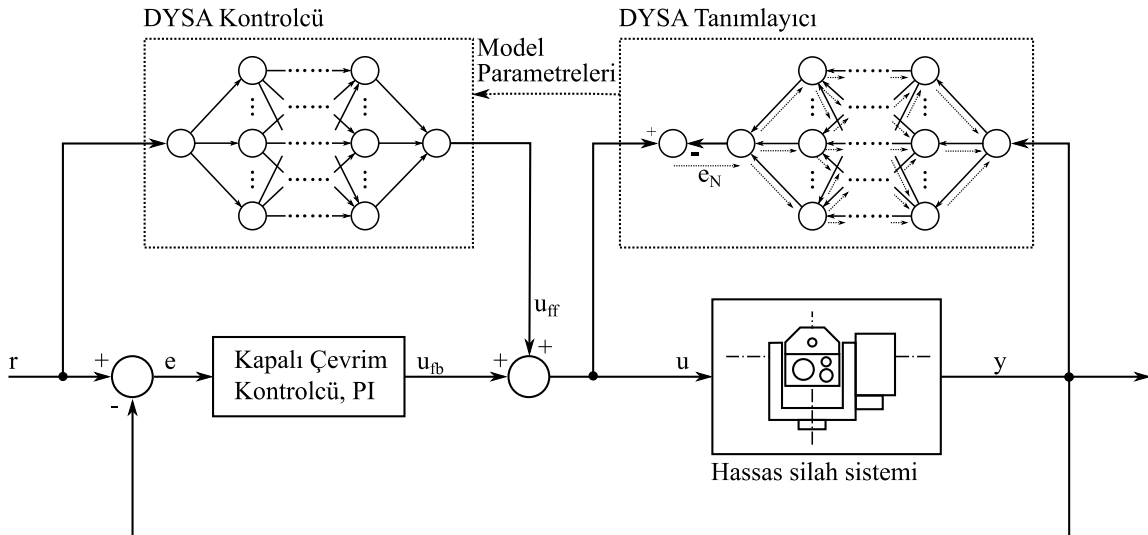 DYSA Kontrolcü
DYSA Tanımlayıcı
Model
Parametreleri
+
-
e_N
u_ff
r
+
-
e
Kapalı Çevrim
Kontrolcü, PI
u_fb
+
+
u
y
Hassas silah sistemi